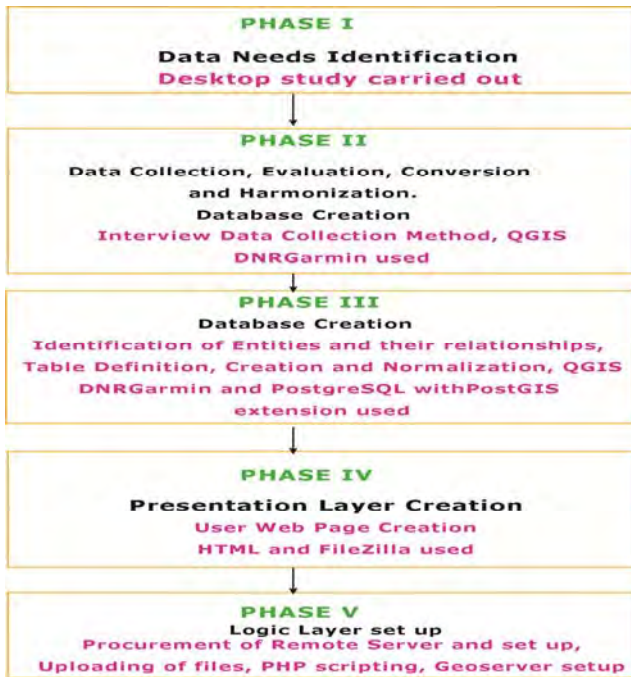 PHASE I
Data Needs Identification
Desktop study carried out
PHASE II
Data Collection, Evaluation, Conversion
and Harmonization.
Database Creation
Interview Data Collection Method, QGIS
DNRGarmin used
PHASE III
Database Creation
Identification of Entities and their relationships,
Table Definition, Creation and Normalization, QGIS
DNRGarmin and PostgreSQL withPostGIS
extension used
PHASE IV
Presentation Layer Creation
User Web Page Creation
HTML and FileZilla used
PHASE V
Logic Layer set up
Procurement of Remote Server and set up,
Uploading of files, PHP scripting, Geoserver setup